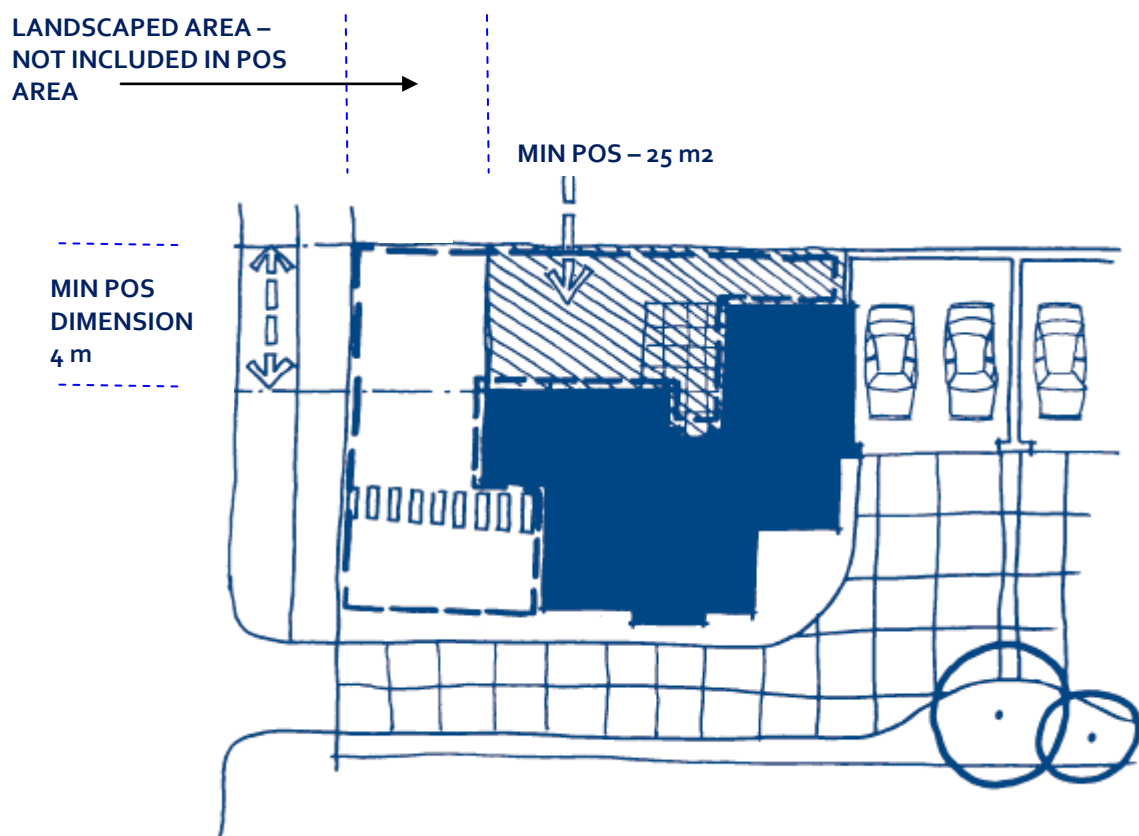 LANDSCAPED AREA –
NOT INCLUDED IN POS
AREA
MIN POS – 25 m2
MIN POS
DIMENSION
4 m